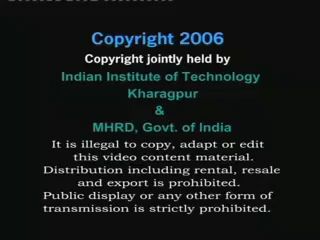 Copyright 2006
Copyright jointly held by
Indian Institute of Technology
Kharagpur
&
MHRD, Govt. of India
It is illegal to copy, adapt or edit
this video content material.
Distribution including rental, resale
and export is prohibited.
Public display or any other form of
transmission is strictly prohibited.